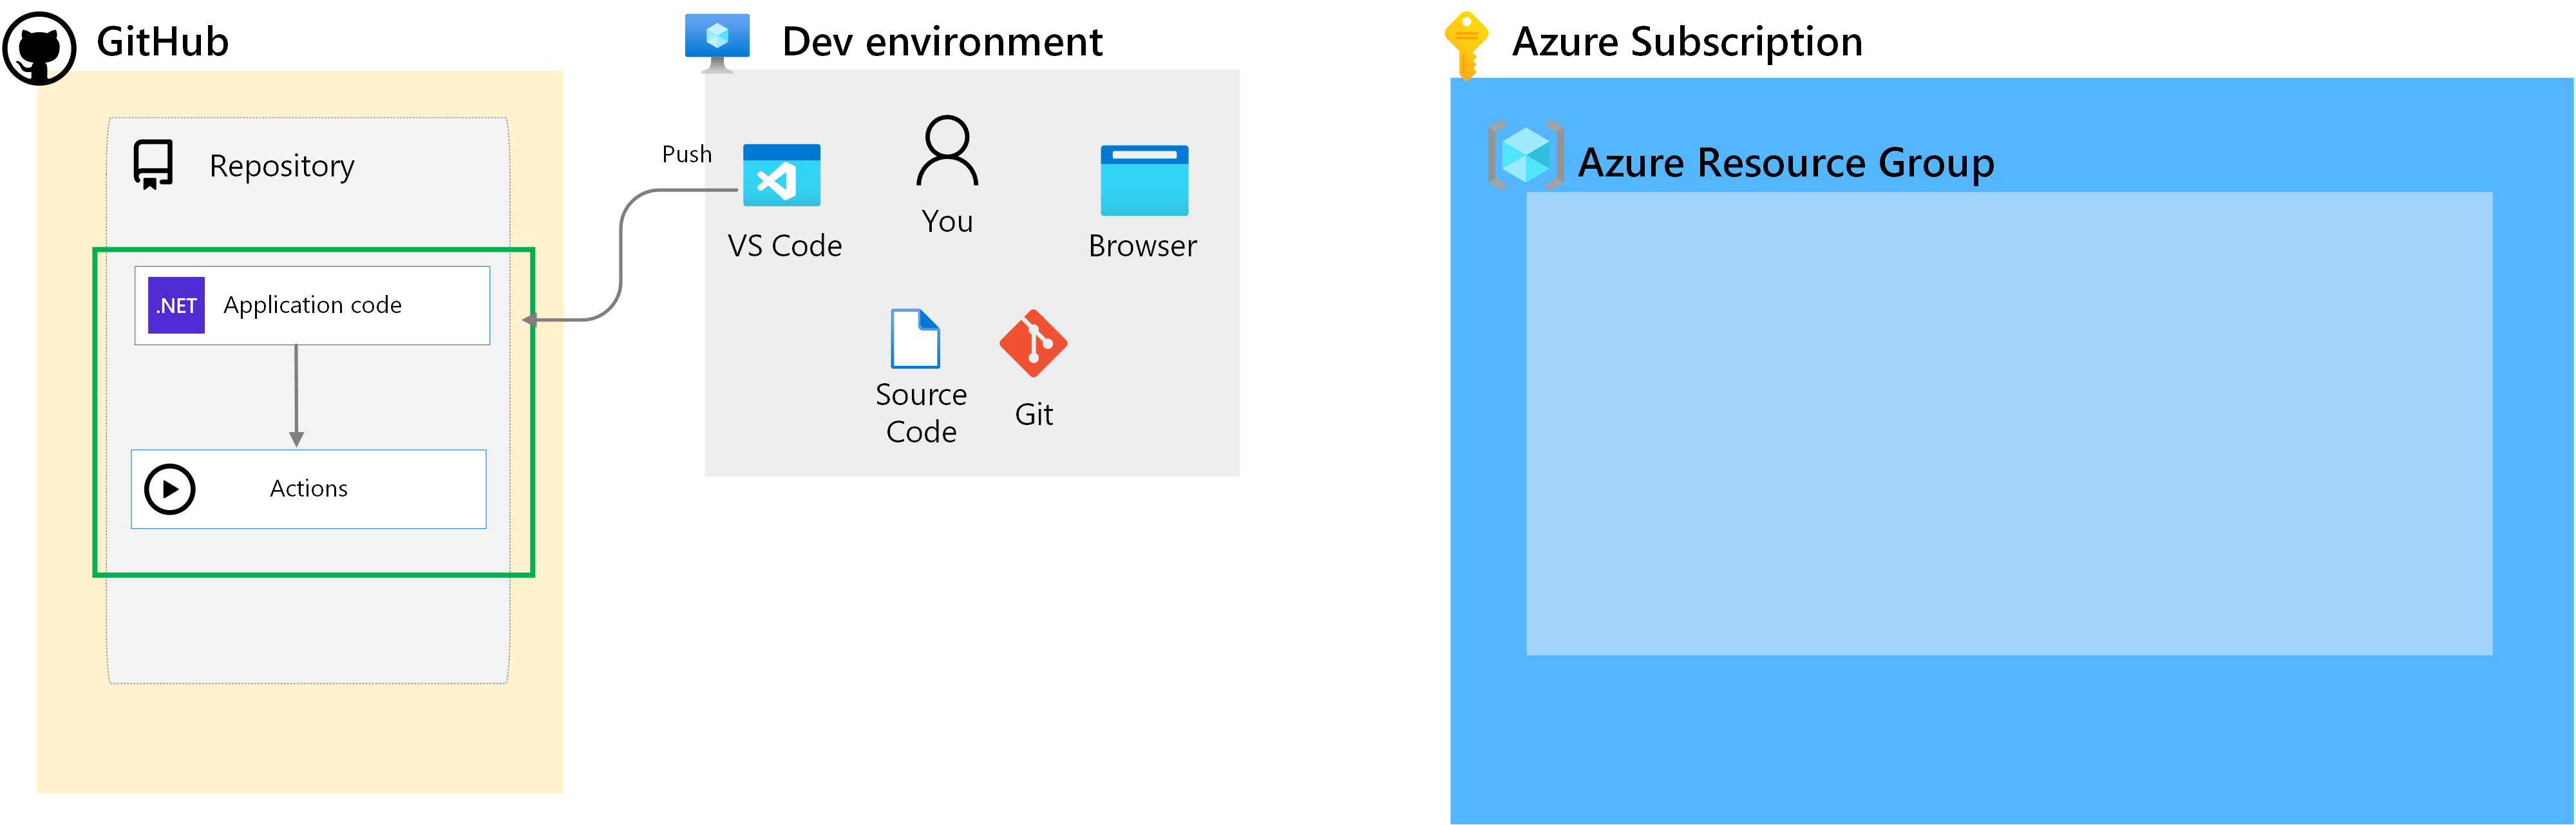 GitHub
Repository
.NET
Application code
Actions
Push
Dev environment
VS Code
You
Browser
Source
Code
Git
Azure Subscription
Azure Resource Group